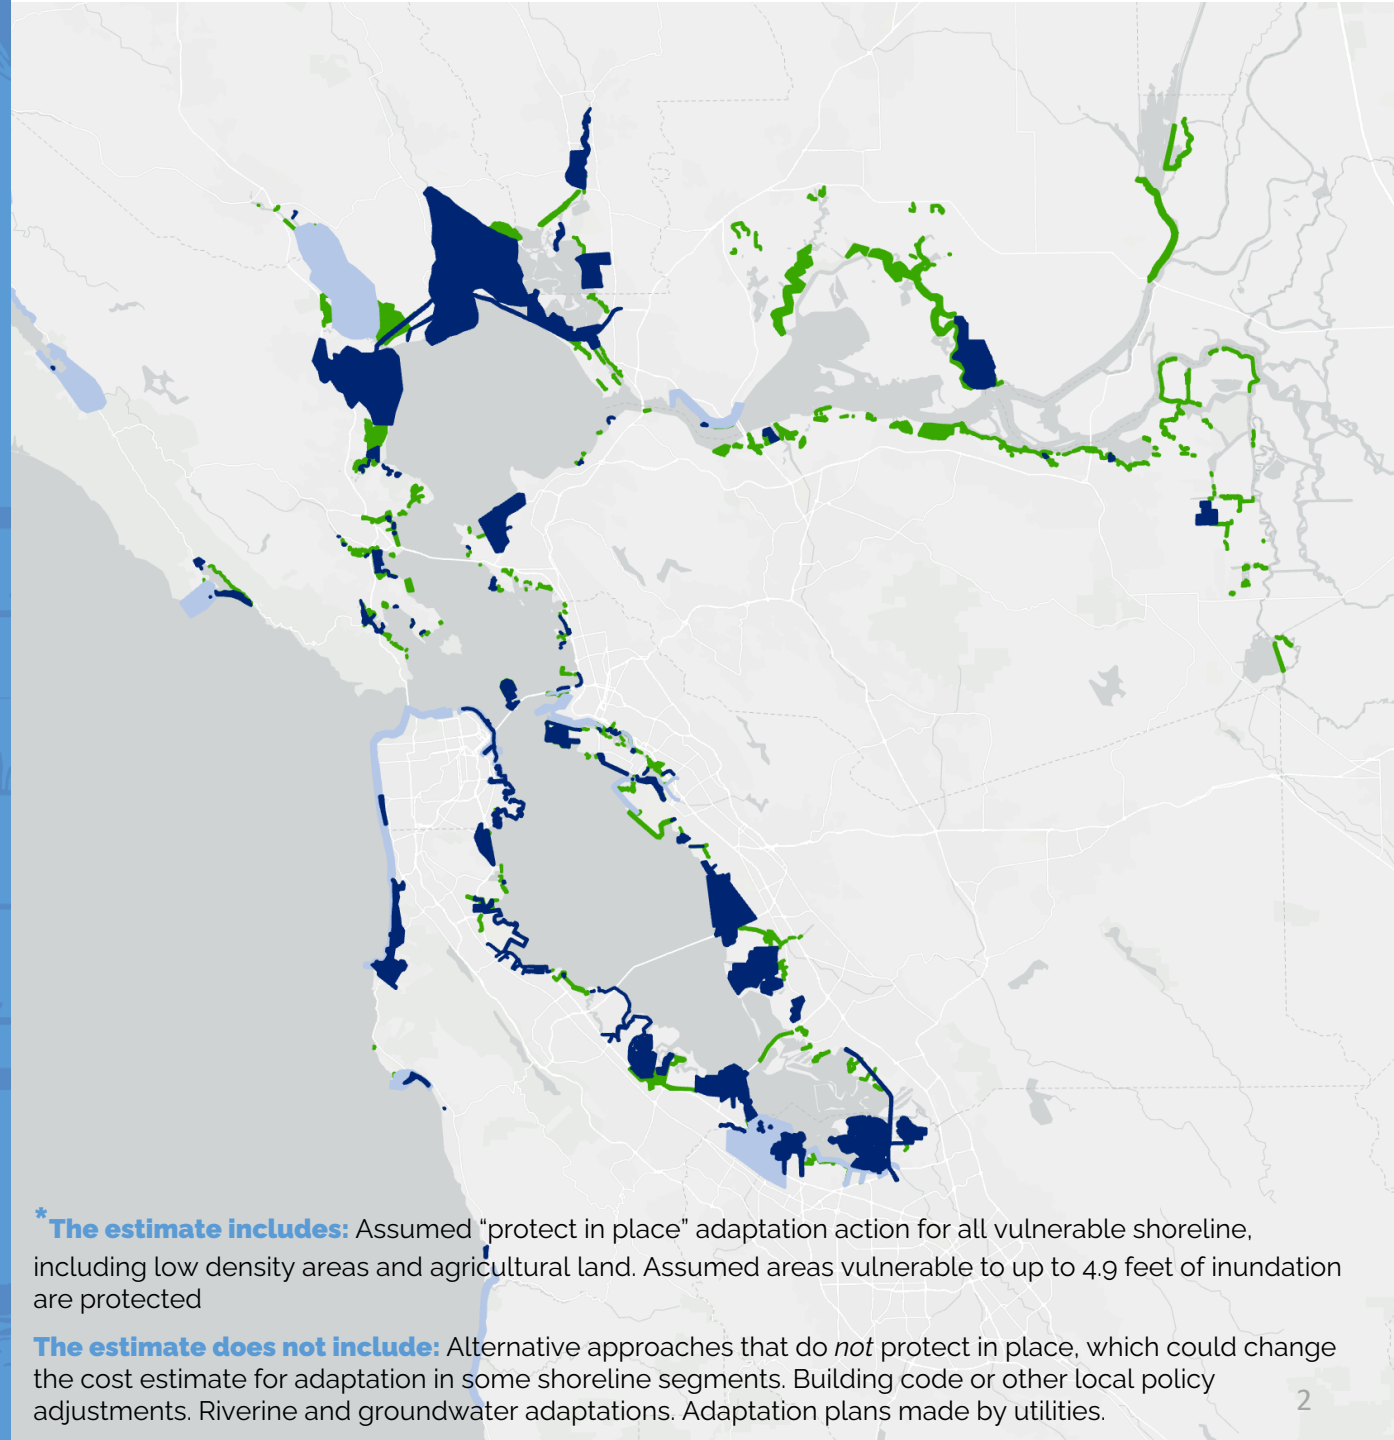 *The estimate includes: Assumed “protect in place” adaptation action for all vulnerable shoreline,
including low density areas and agricultural land. Assumed areas vulnerable to up to 4.9 feet of inundation
are protected
The estimate does not include: Alternative approaches that do not protect in place, which could change
the cost estimate for adaptation in some shoreline segments. Building code or other local policy
adjustments. Riverine and groundwater adaptations. Adaptation plans made by utilities.
2